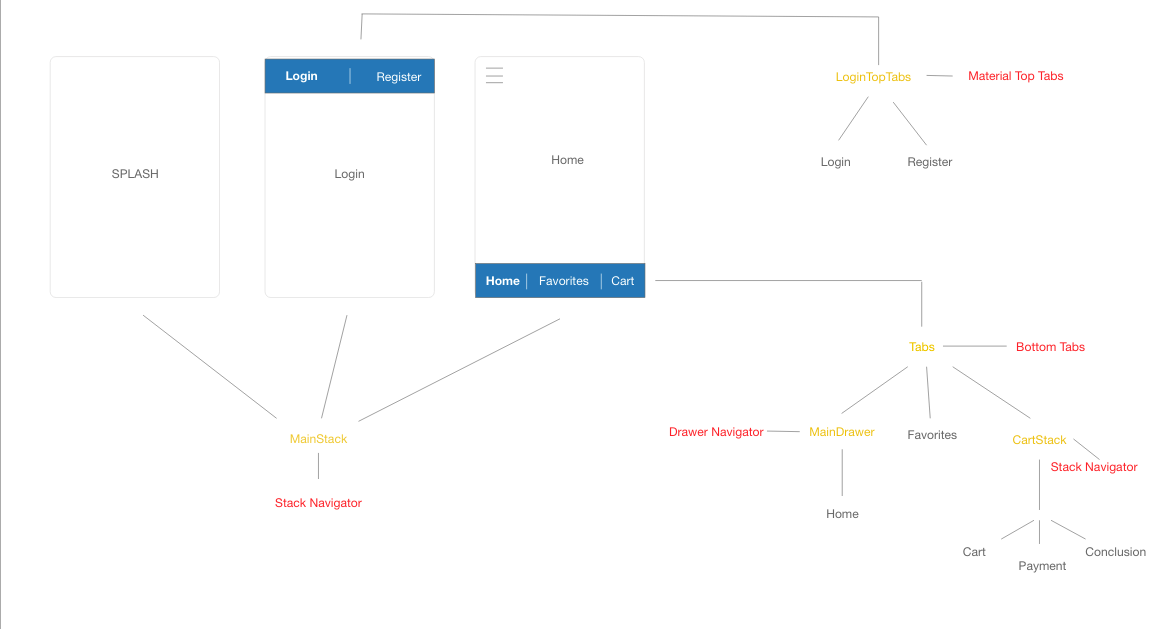 Login
Register
SPLASH
Login
Home
Home
Favorites
Cart
LoginTopTabs
Material Top Tabs
Login
Register
Tabs
Bottom Tabs
Drawer Navigator
MainDrawer
Favorites
CartStack
Stack Navigator
Home
Cart
Payment
Conclusion
MainStack
Stack Navigator